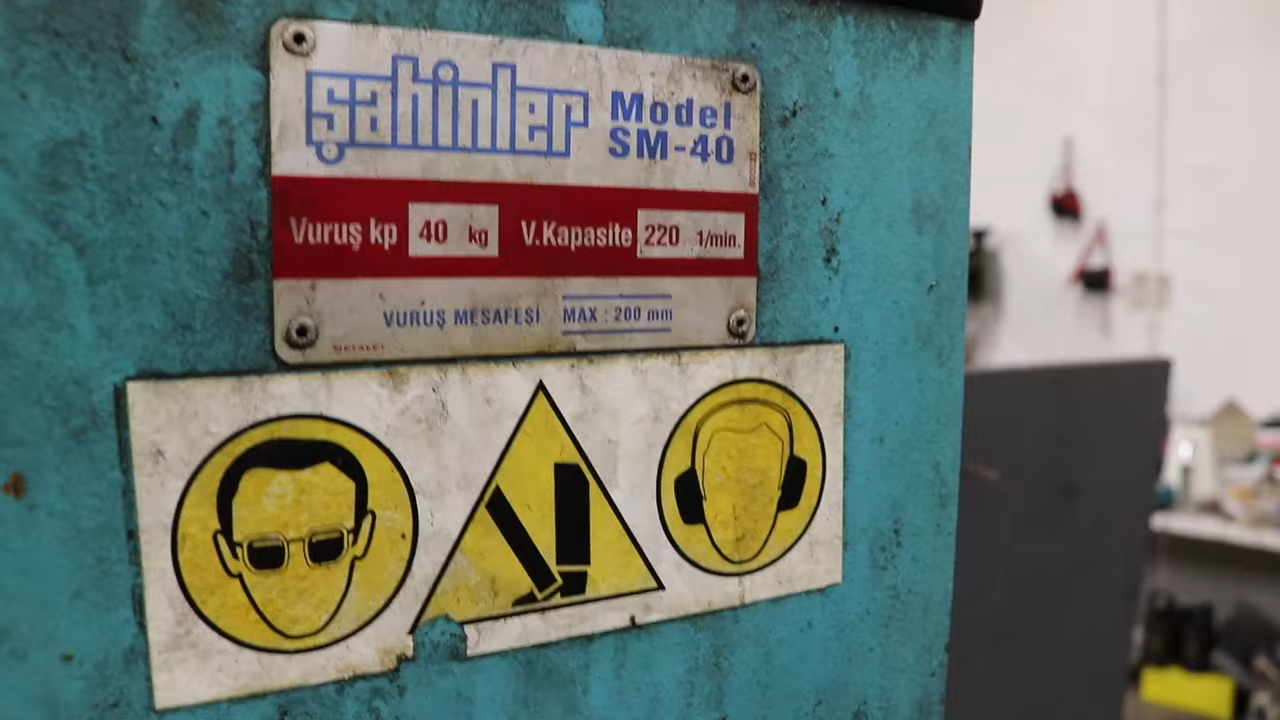 şahinler
Model
SM-40
Vuruş kp 40 kg V.Kapasite 220 1/min.
VURUŞ MESAFESİ MAX : 200 mm